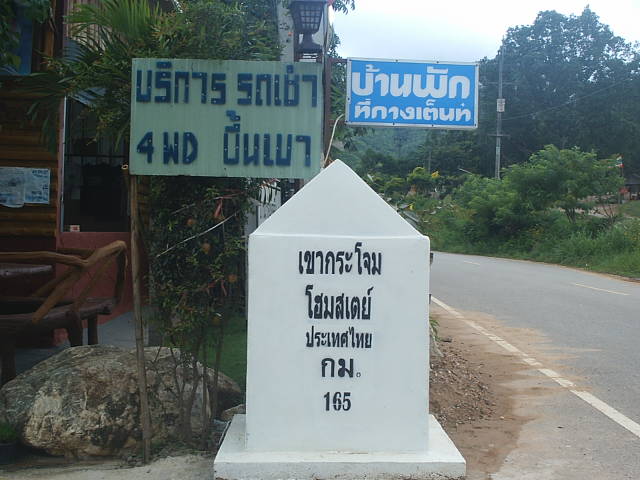 บริการ รถเช่า
4 WD ขึ้นเขา
บ้านพัก
ที่กางเต็นท์
เขากระโจม
โฮมสเตย์
ประเทศไทย
กม.
165